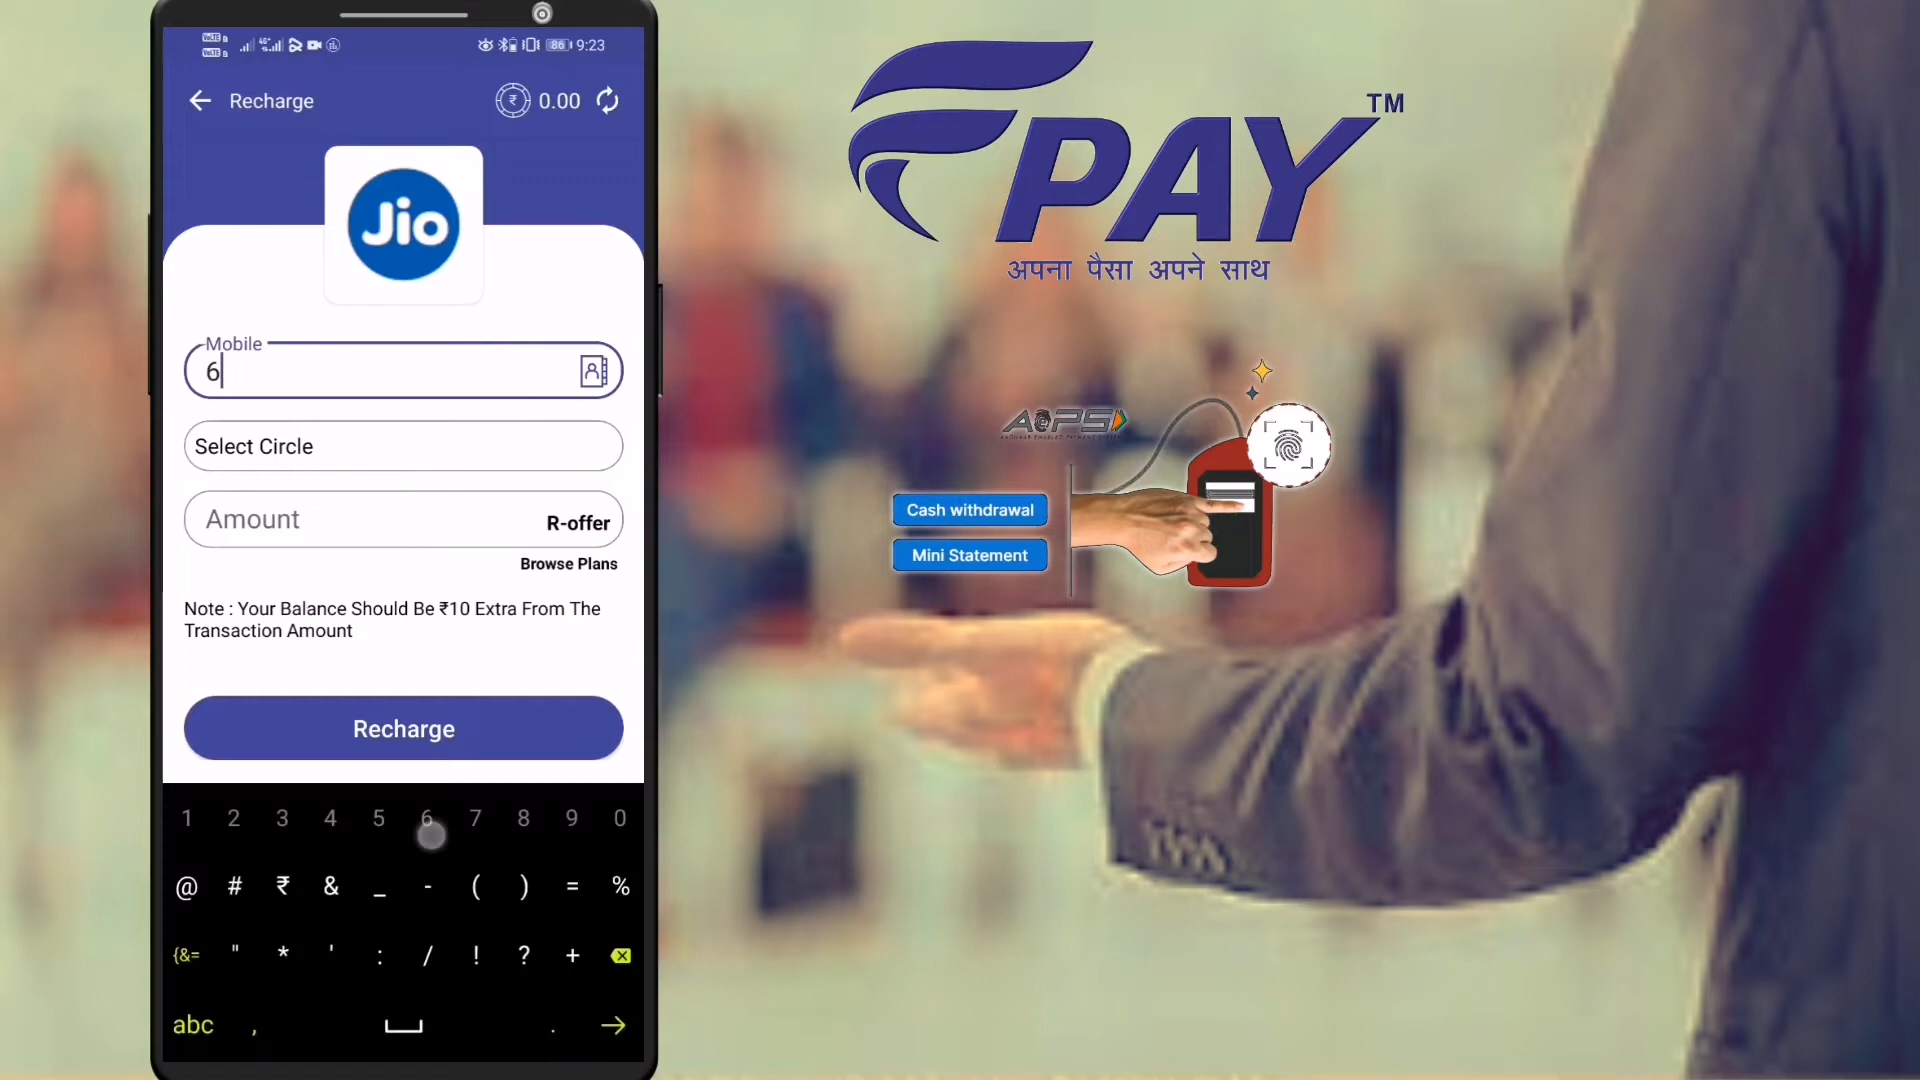 9:23
Recharge
0.00
Jio
Mobile
6
Select Circle
Amount
R-offer
Browse Plans
Note : Your Balance Should Be ₹10 Extra From The
Transaction Amount
Recharge
1 2 3 4 5 6 7 8 9 0
@ # ₹ & _ - ( ) = %
{&= " * ' : / ! ? +
abc , .
FPAY TM
अपना पैसा अपने साथ
AePS
Cash withdrawal
Mini Statement